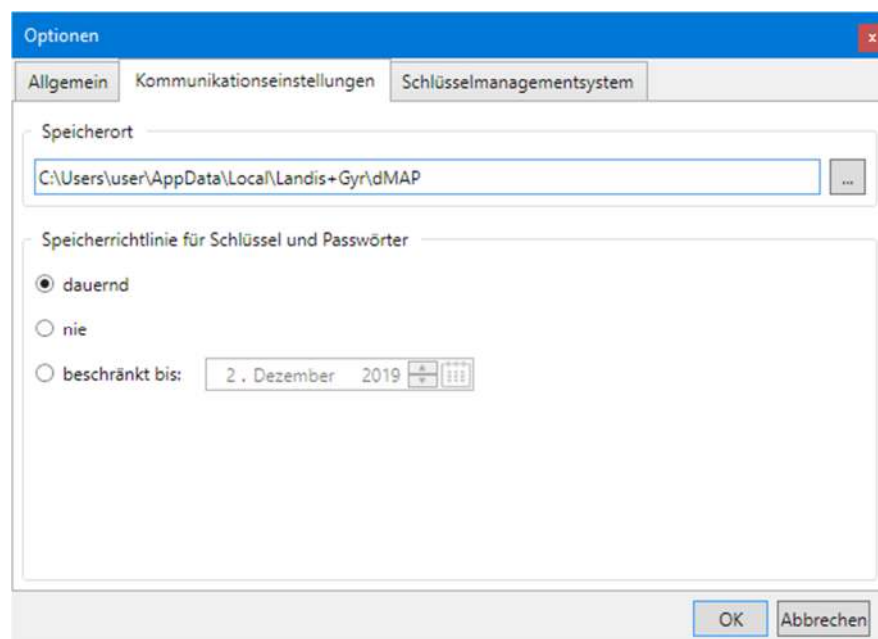 Optionen
x
Allgemein Kommunikationseinstellungen Schlüsselmanagementsystem
Speicherort
C:\Users\user\AppData\Local\Landis+Gyr\dMAP ...
Speicherrichtlinie für Schlüssel und Passwörter
dauernd
nie
beschränkt bis: 2 . Dezember 2019
OK Abbrechen